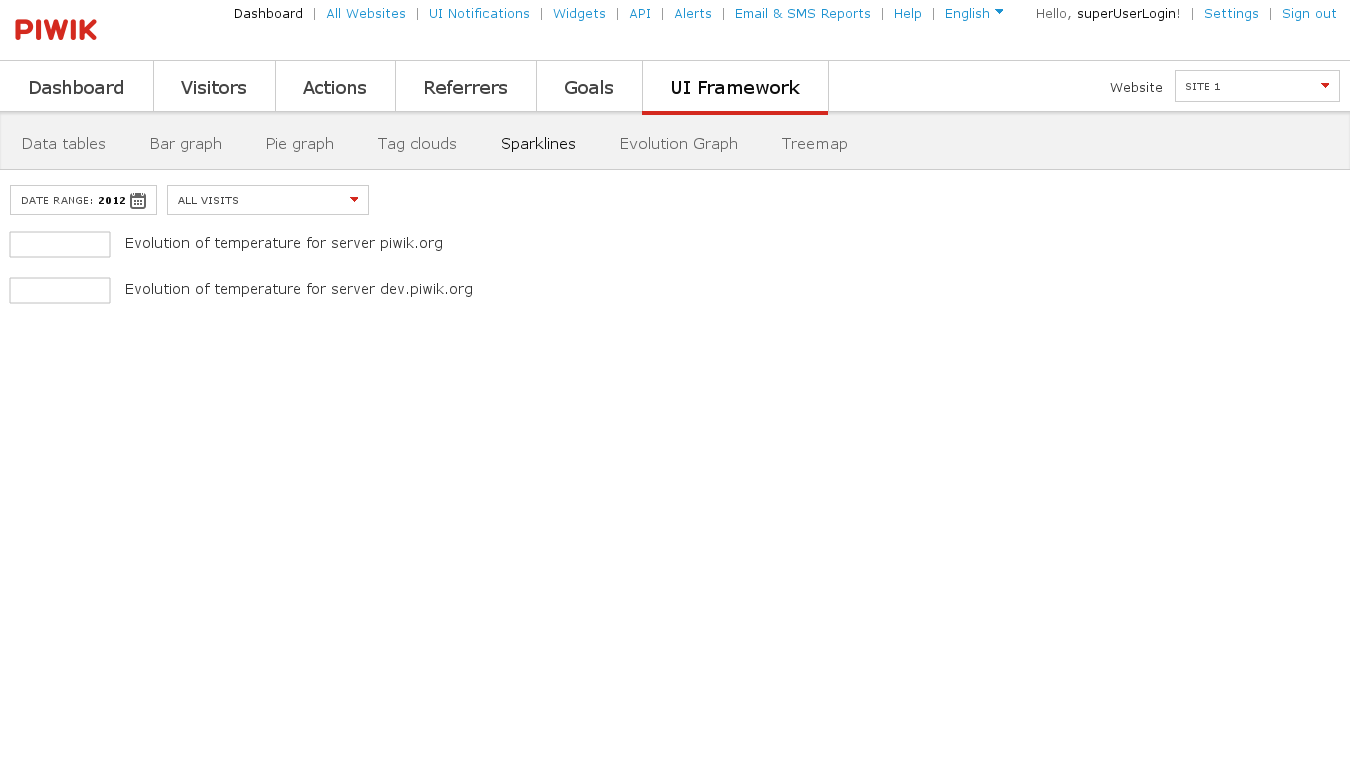 PIWIK
Dashboard | All Websites | UI Notifications | Widgets | API | Alerts | Email & SMS Reports | Help | English Hello, superUserLogin! | Settings | Sign out
Dashboard Visitors Actions Referrers Goals UI Framework Website SITE 1
Data tables Bar graph Pie graph Tag clouds Sparklines Evolution Graph Treemap
DATE RANGE: 2012 ALL VISITS
Evolution of temperature for server piwik.org
Evolution of temperature for server dev.piwik.org